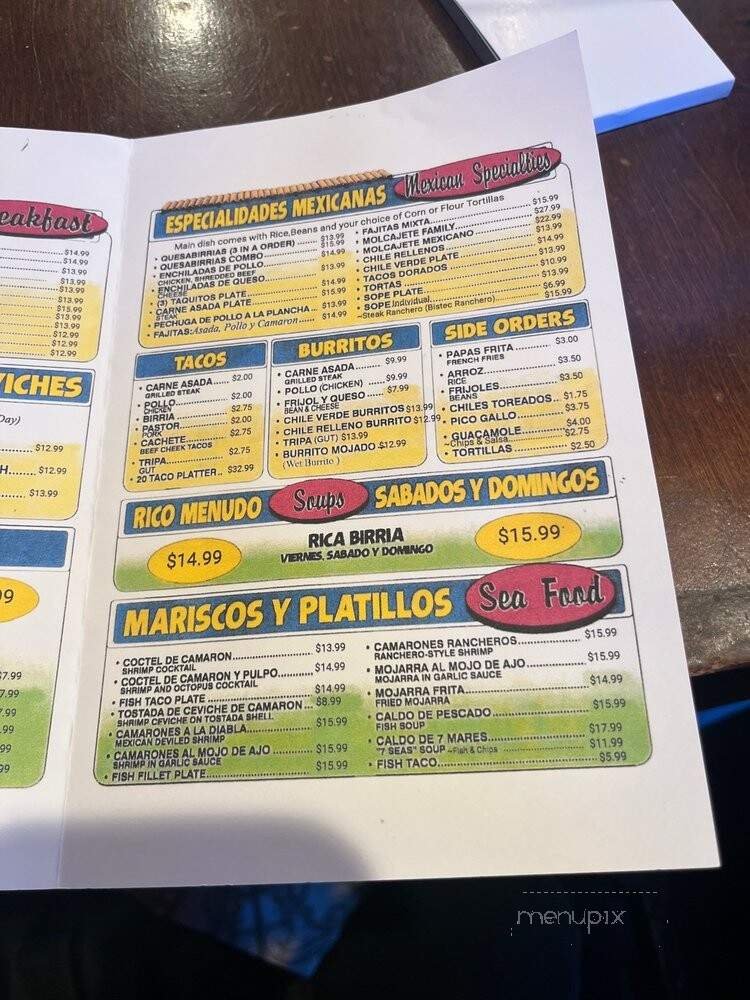 eakfast
$14.99
$14.99
$13.99
$13.99
$13.99
$13.99
$15.99
$13.99
$13.99
$12.99
$12.99
$12.99
ICHES
Day)
$12.99
H $12.99
$13.99
99
$7.99
7.99
7.99
.99
.99
99
ESPECIALIDADES MEXICANAS Mexican Specialties
Main dish comes with Rice,Beans and your choice of Corn or Flour Tortillas
• QUESABIRRIAS (3 IN A ORDER) $13.99
• QUESABIRRIAS COMBO $15.99
• ENCHILADAS DE POLLO $13.99
CHICKEN, SHREDDED BEEF
• ENCHILADAS DE QUESO $13.99
CHEESE
• (3) TAQUITOS PLATE $14.99
• CARNE ASADA PLATE $15.99
STEAK
• PECHUGA DE POLLO A LA PLANCHA $13.99
• FAJITAS:Asada, Pollo y Camaron $14.99
• FAJITAS MIXTA $15.99
• MOLCAJETE FAMILY $27.99
• MOLCAJETE MEXICANO $22.99
• CHILE RELLENOS $13.99
• CHILE VERDE PLATE $14.99
• TACOS DORADOS $13.99
• TORTAS $10.99
• SOPE PLATE $13.99
• SOPE Individual $6.99
-Steak Ranchero (Bistec Ranchero) $15.99
TACOS
• CARNE ASADA $2.00
GRILLED STEAK
• POLLO $2.00
CHICKEN
• BIRRIA $2.75
• PASTOR $2.00
PORK
• CACHETE $2.75
BEEF CHEEK TACOS
• TRIPA $2.75
GUT
• 20 TACO PLATTER $32.99
BURRITOS
• CARNE ASADA $9.99
GRILLED STEAK
• POLLO (CHICKEN) $9.99
• FRIJOL Y QUESO $7.99
BEAN & CHEESE
• CHILE VERDE BURRITOS $13.99
• CHILE RELLENO BURRITO $12.99
• TRIPA (GUT) $13.99
• BURRITO MOJADO $12.99
(Wet Burrito )
SIDE ORDERS
• PAPAS FRITA $3.00
FRENCH FRIES
• ARROZ $3.50
RICE
• FRIJOLES $3.50
BEANS
• CHILES TOREADOS $1.75
• PICO GALLO $3.75
• GUACAMOLE $4.00
~Chips & Salsa $2.75
• TORTILLAS $2.50
RICO MENUDO Soups SABADOS Y DOMINGOS
$14.99
RICA BIRRIA
VIERNES, SABADO Y DOMINGO
$15.99
MARISCOS Y PLATILLOS Sea Food
• COCTEL DE CAMARON $13.99
SHRIMP COCKTAIL
• COCTEL DE CAMARON Y PULPO $14.99
SHRIMP AND OCTOPUS COCKTAIL
• FISH TACO PLATE $14.99
• TOSTADA DE CEVICHE DE CAMARON $8.99
SHRIMP CEVICHE ON TOSTADA SHELL
• CAMARONES A LA DIABLA $15.99
MEXICAN DEVILED SHRIMP
• CAMARONES AL MOJO DE AJO $15.99
SHRIMP IN GARLIC SAUCE
• FISH FILLET PLATE $15.99
• CAMARONES RANCHEROS $15.99
RANCHERO-STYLE SHRIMP
• MOJARRA AL MOJO DE AJO $15.99
MOJARRA IN GARLIC SAUCE
• MOJARRA FRITA $14.99
FRIED MOJARRA
• CALDO DE PESCADO $15.99
FISH SOUP
• CALDO DE 7 MARES $17.99
"7 SEAS" SOUP ~Fish & Chips $11.99
• FISH TACO $5.99
menupix